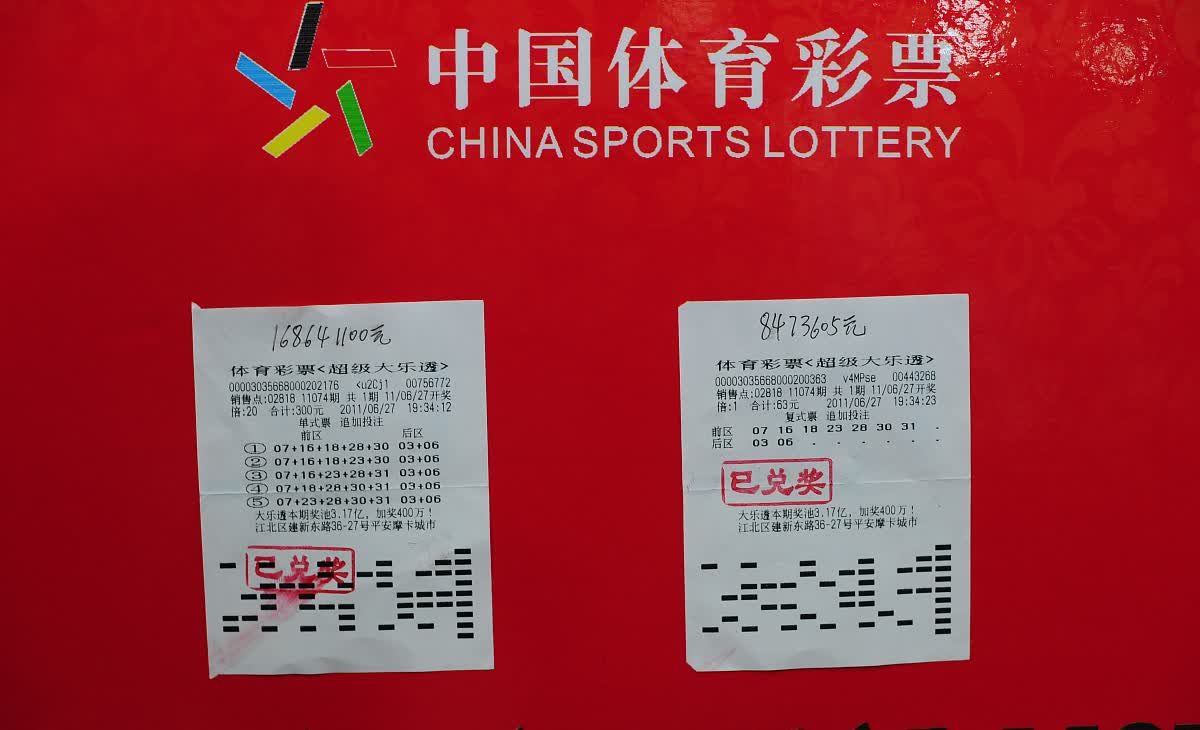 中国体育彩票
CHINA SPORTS LOTTERY
168641100元
体育彩票<超级大乐透>
00003035668000202176 <u2Cj1 00756772
销售点:02818 11074期 共1期 11/06/27开奖
倍:20 合计:300元 2011/06/27 19:34:12
单式票 追加投注
前区 后区
① 07+16+18+28+30 03+06
② 07+16+18+23+30 03+06
③ 07+16+23+28+31 03+06
④ 07+18+28+30+31 03+06
⑤ 07+23+28+30+31 03+06
大乐透本期奖池3.17亿，加奖400万！
江北区建新东路36-27号平安摩卡城市
已兑奖
8473605元
体育彩票<超级大乐透>
00003035668000200363 v4MPse 00443268
销售点:02818 11074期 共1期 11/06/27开奖
倍:1 合计:63元 2011/06/27 19:34:23
复式票 追加投注
前区 07 16 18 23 28 30 31 .
后区 03 06 . . . . . .
已兑奖
大乐透本期奖池3.17亿，加奖400万！
江北区建新东路36-27号平安摩卡城市